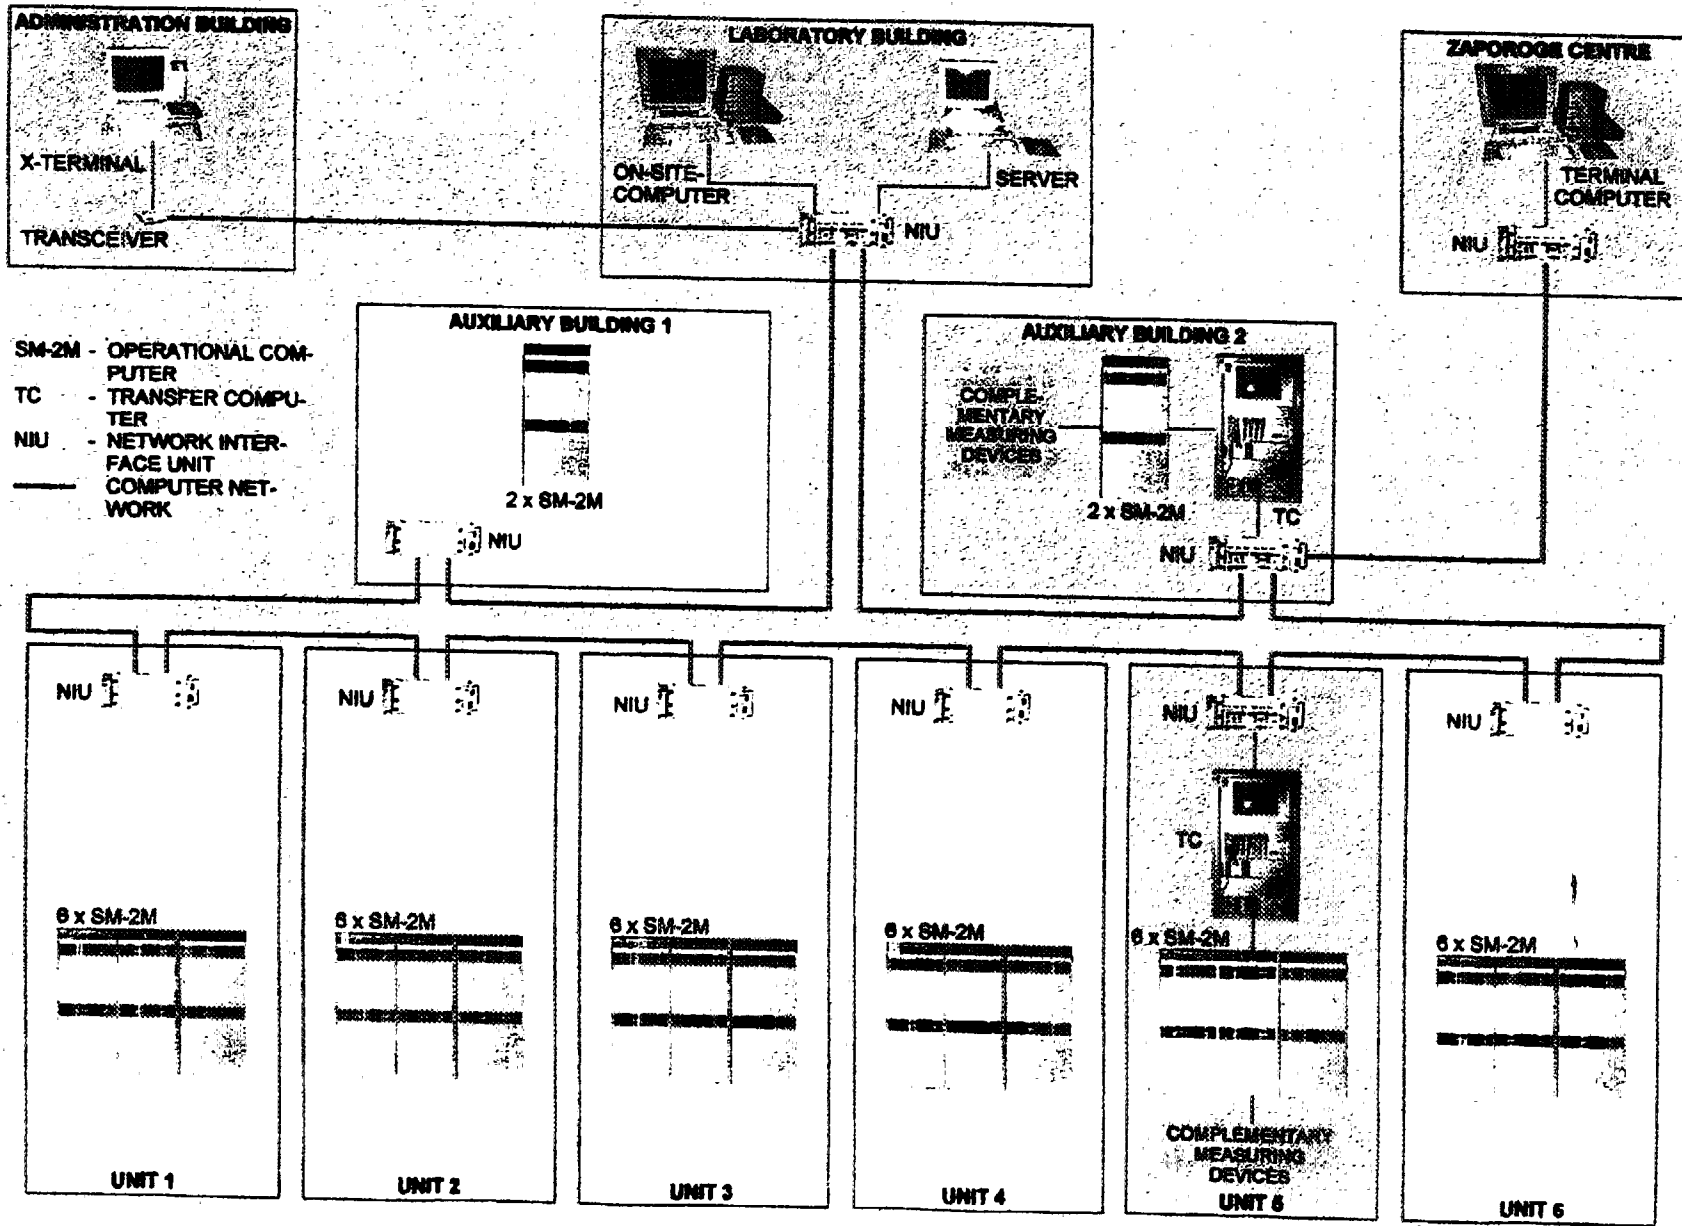 ADMINISTRATION BUILDING
X-TERMINAL
TRANSCEIVER
LABORATORY BUILDING
ON-SITE-
COMPUTER
SERVER
NIU
ZAPOROGE CENTRE
TERMINAL
COMPUTER
NIU
SM-2M - OPERATIONAL COM-
PUTER
TC - TRANSFER COMPU-
TER
NIU - NETWORK INTER-
FACE UNIT
COMPUTER NET-
WORK
AUXILIARY BUILDING 1
2 x SM-2M
NIU
AUXILIARY BUILDING 2
COMPLE-
MENTARY
MEASURING
DEVICES
2 x SM-2M
TC
NIU
NIU
6 x SM-2M
UNIT 1
NIU
6 x SM-2M
UNIT 2
NIU
6 x SM-2M
UNIT 3
NIU
6 x SM-2M
UNIT 4
NIU
TC
6 x SM-2M
COMPLEMENTARY
MEASURING
DEVICES
UNIT 5
NIU
6 x SM-2M
UNIT 6